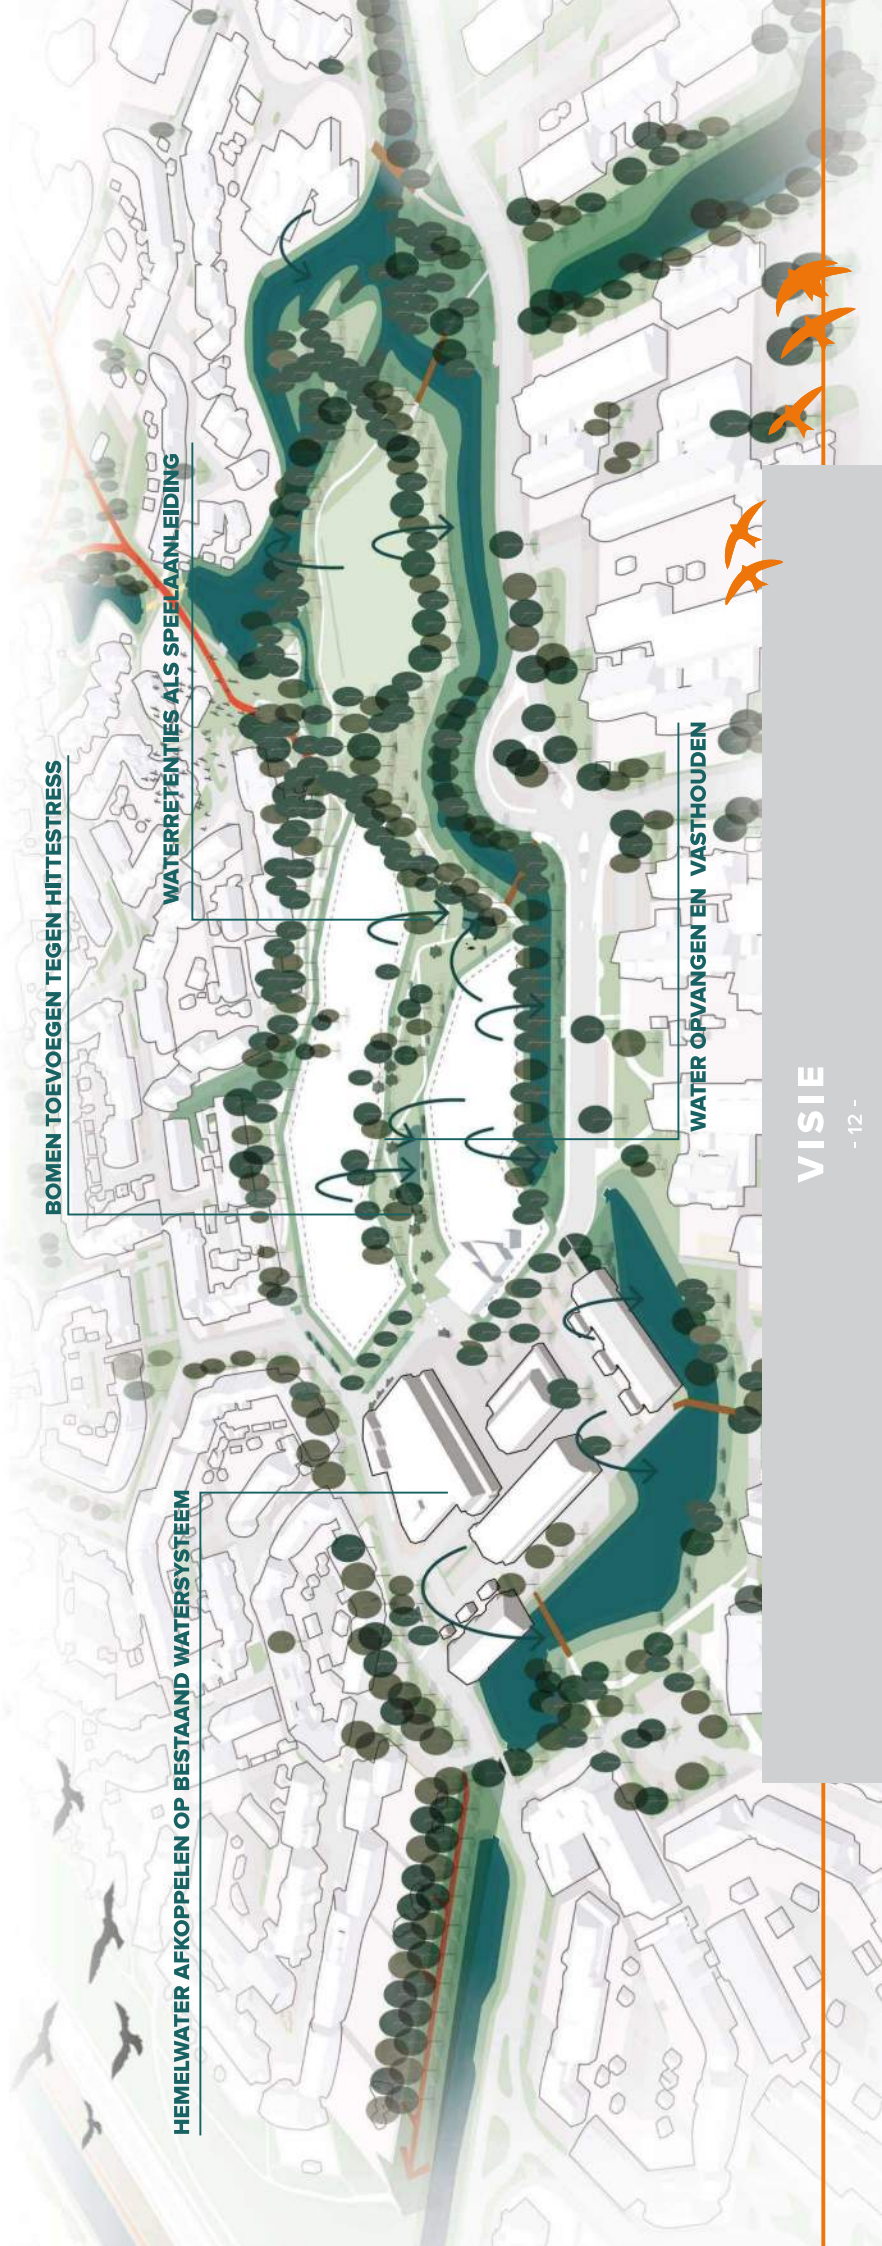 HEMELWATER AFKOPPELEN OP BESTAAND WATERSYSTEEM
BOMEN TOEVOEGEN TEGEN HITTESTRESS
WATERRETENTIES ALS SPEELAANLEIDING
WATER OPVANGEN EN VASTHOUDEN
VISIE
- 12 -